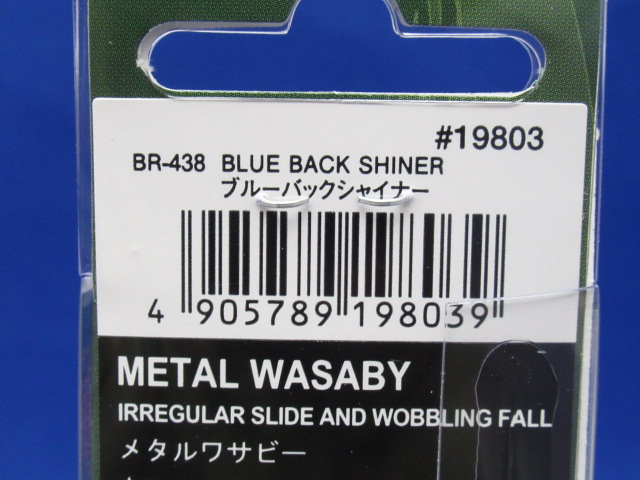 #19803
BR-438 BLUE BACK SHINER
ブルーバックシャイナー
4 905789 198039
METAL WASABY
IRREGULAR SLIDE AND WOBBLING FALL
メタルワサビー